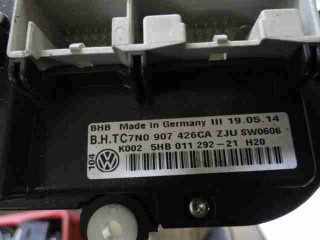 BHB Made in Germany III 19.05.14
B.H.TC7N0 907 426CA ZJU SW0606
K002 5HB 011 292-21 H20
104